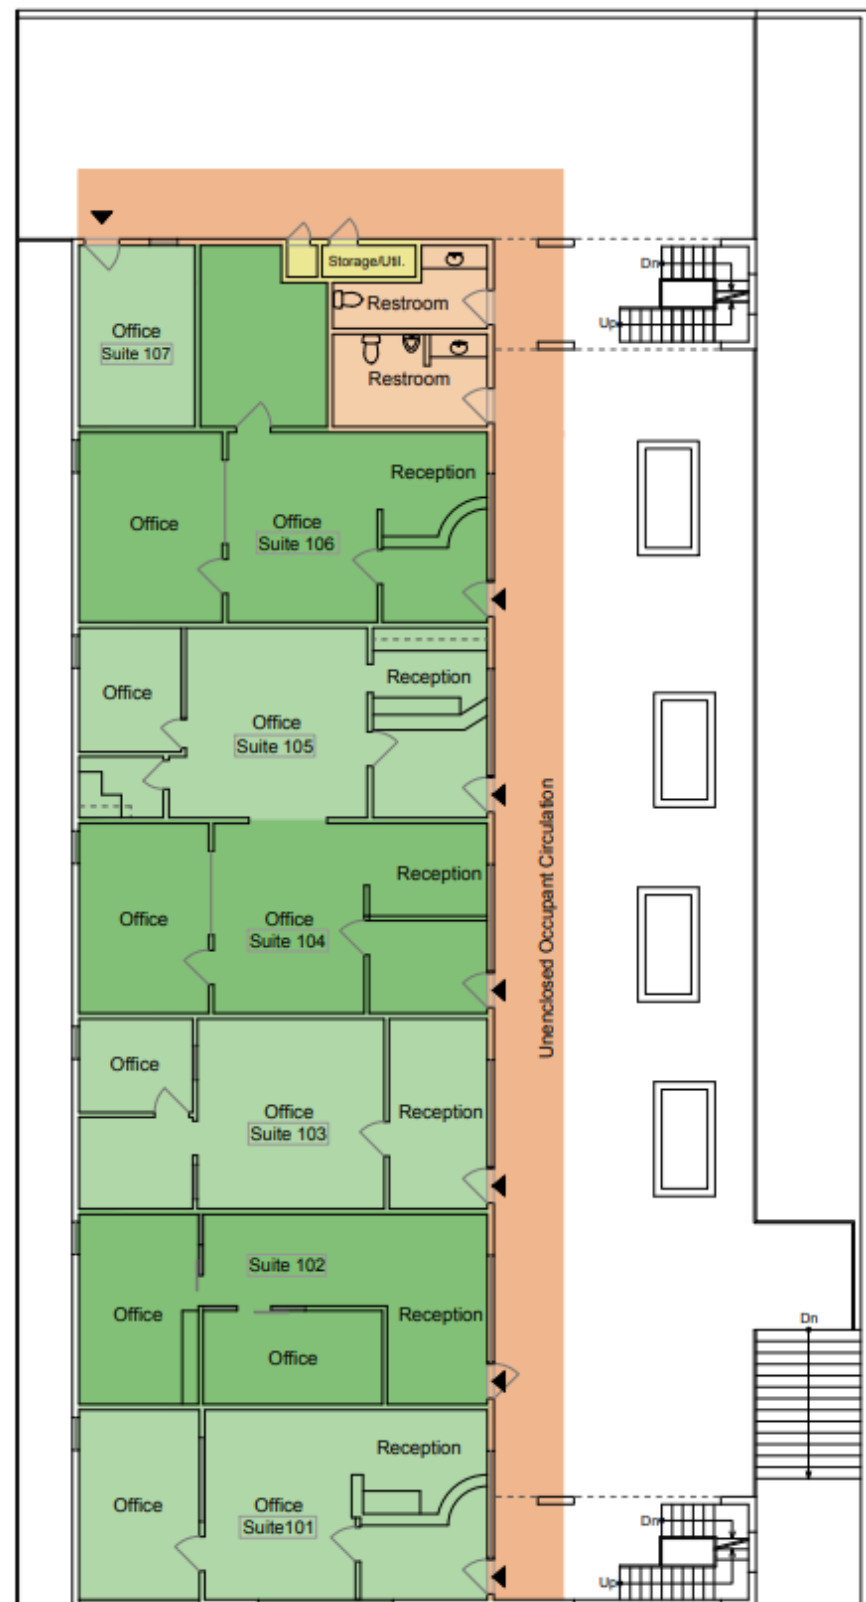 Storage/Util.
Dn
Restroom
Up
Office
Suite 107
Restroom
Reception
Office
Office
Suite 106
Reception
Office
Office
Suite 105
Unenclosed Occupant Circulation
Reception
Office
Office
Suite 104
Office
Office
Suite 103
Reception
Suite 102
Office
Reception
Dn
Office
Reception
Office
Office
Suite101
Dn
Up